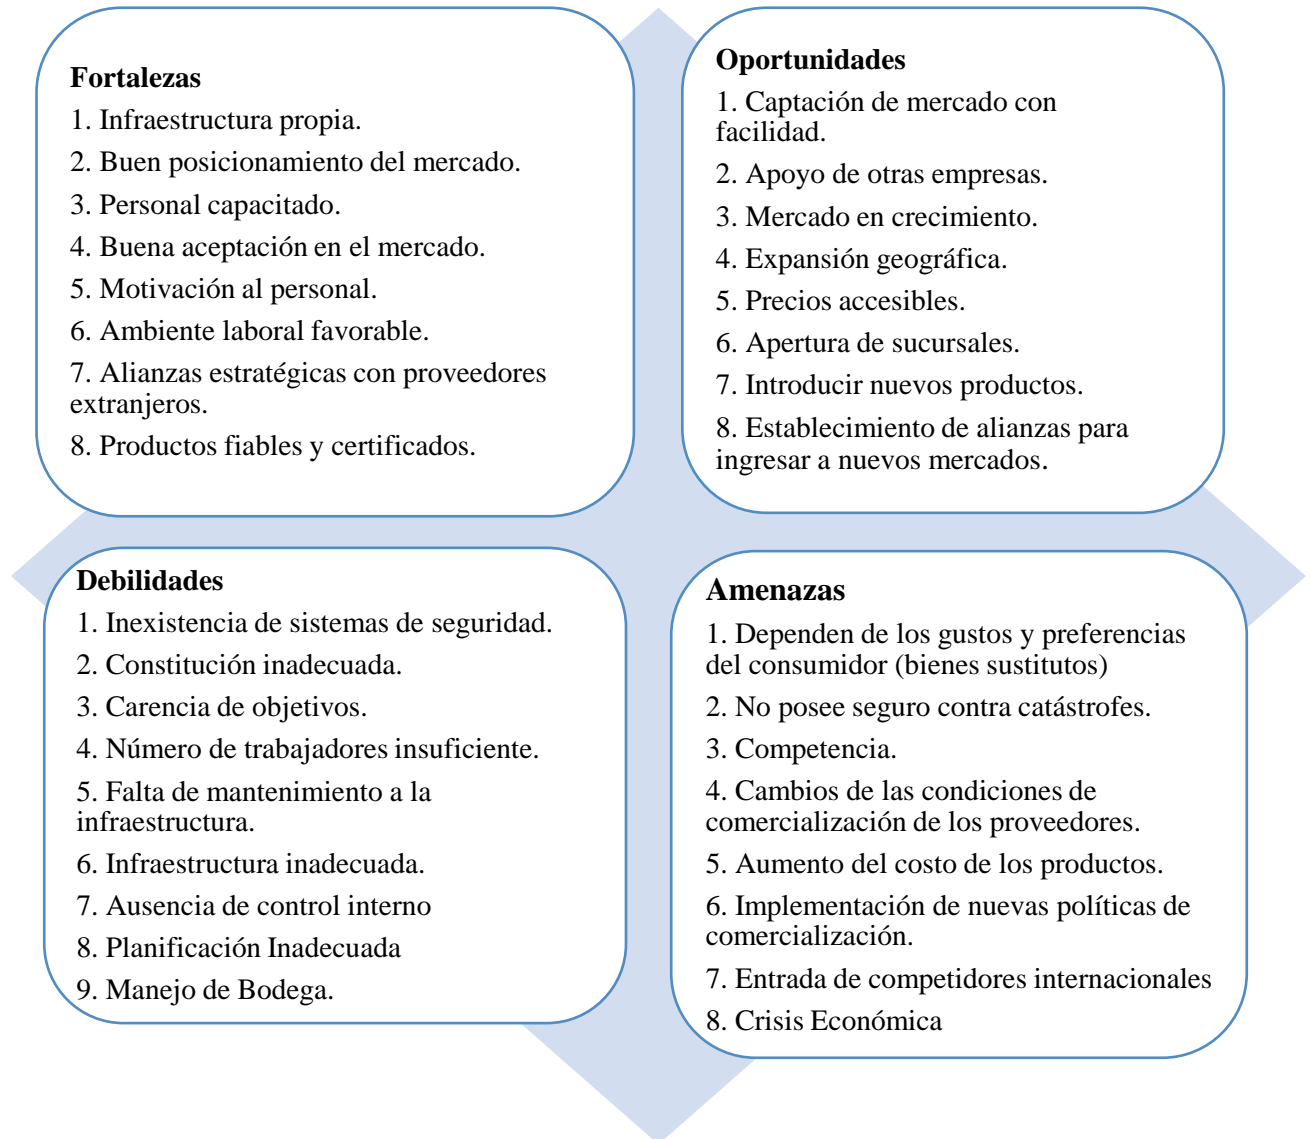 Fortalezas
1. Infraestructura propia.
2. Buen posicionamiento del mercado.
3. Personal capacitado.
4. Buena aceptación en el mercado.
5. Motivación al personal.
6. Ambiente laboral favorable.
7. Alianzas estratégicas con proveedores
extranjeros.
8. Productos fiables y certificados.
Oportunidades
1. Captación de mercado con
facilidad.
2. Apoyo de otras empresas.
3. Mercado en crecimiento.
4. Expansión geográfica.
5. Precios accesibles.
6. Apertura de sucursales.
7. Introducir nuevos productos.
8. Establecimiento de alianzas para
ingresar a nuevos mercados.
Debilidades
1. Inexistencia de sistemas de seguridad.
2. Constitución inadecuada.
3. Carencia de objetivos.
4. Número de trabajadores insuficiente.
5. Falta de mantenimiento a la
infraestructura.
6. Infraestructura inadecuada.
7. Ausencia de control interno
8. Planificación Inadecuada
9. Manejo de Bodega.
Amenazas
1. Dependen de los gustos y preferencias
del consumidor (bienes sustitutos)
2. No posee seguro contra catástrofes.
3. Competencia.
4. Cambios de las condiciones de
comercialización de los proveedores.
5. Aumento del costo de los productos.
6. Implementación de nuevas políticas de
comercialización.
7. Entrada de competidores internacionales
8. Crisis Económica